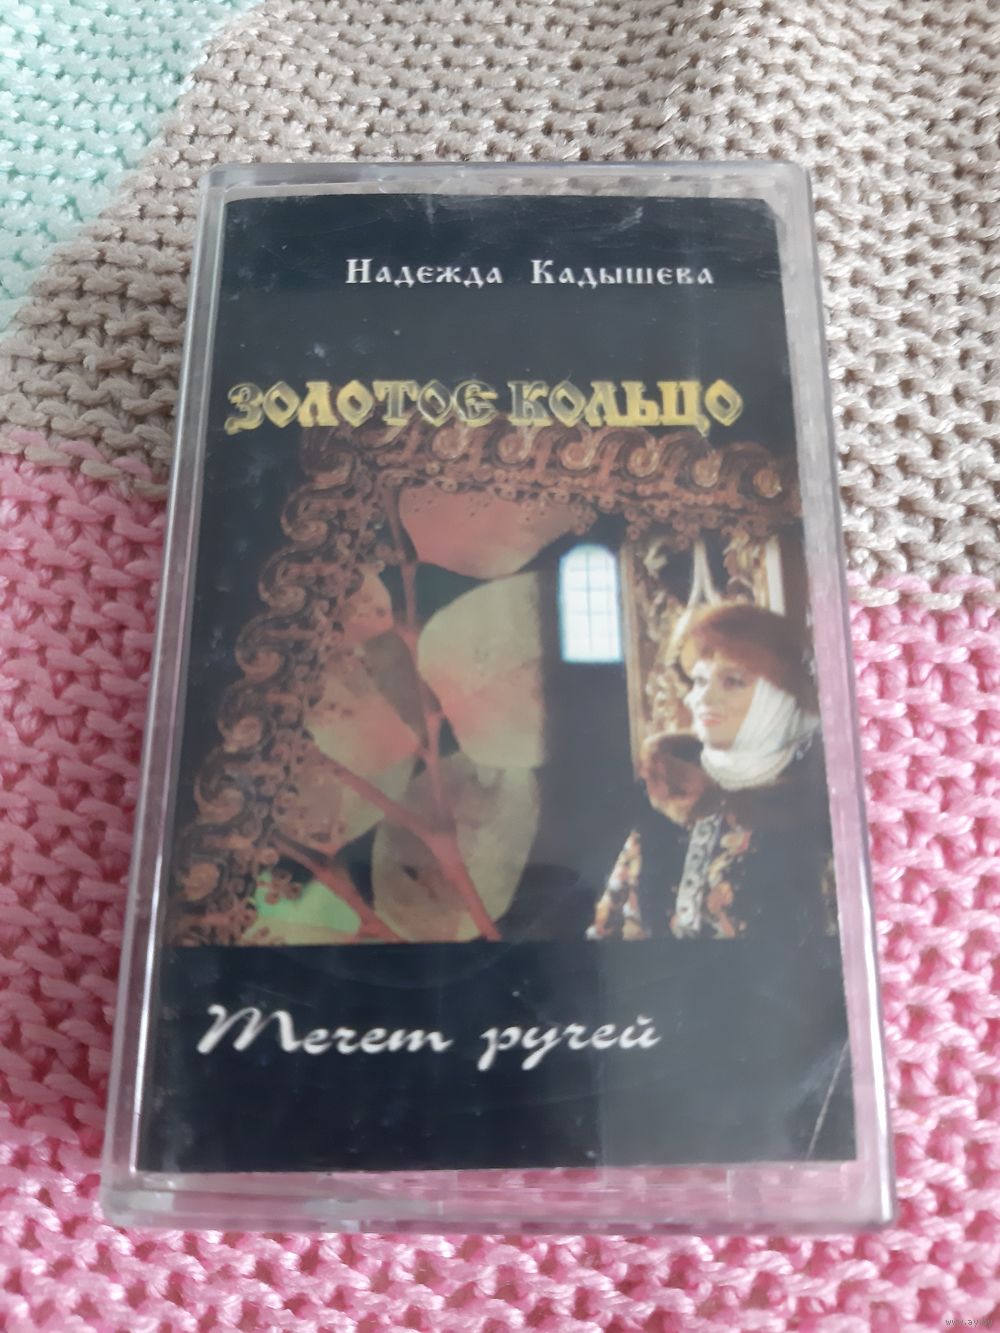 Надежда Кадышева
Золотое кольцо
Течет ручей